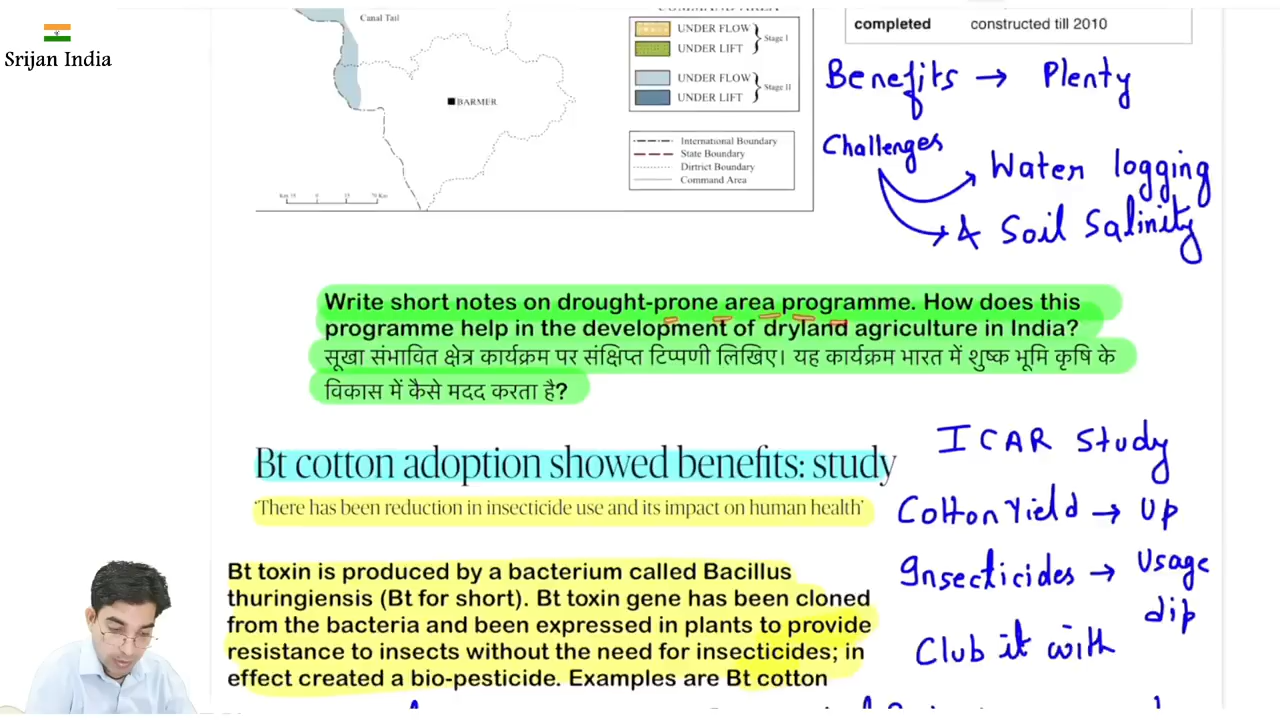 Srijan India
Canal Tail
BARMER
Km 10 0
UNDER FLOW
UNDER LIFT
Stage I
UNDER FLOW
UNDER LIFT
Stage II
International Boundary
State Boundary
Dirtrict Boundary
Command Area
completed constructed till 2010
Benefits → Plenty
Challenges
Water logging
Soil Salinity
Write short notes on drought-prone area programme. How does this
programme help in the development of dryland agriculture in India?
सूखा संभावित क्षेत्र कार्यक्रम पर संक्षिप्त टिप्पणी लिखिए। यह कार्यक्रम भारत में शुष्क भूमि कृषि के
विकास में कैसे मदद करता है?
Bt cotton adoption showed benefits: study
'There has been reduction in insecticide use and its impact on human health'
Bt toxin is produced by a bacterium called Bacillus
thuringiensis (Bt for short). Bt toxin gene has been cloned
from the bacteria and been expressed in plants to provide
resistance to insects without the need for insecticides; in
effect created a bio-pesticide. Examples are Bt cotton
ICAR Study
Cotton Yield → Up
Insecticides → Usage
dip
Club it with